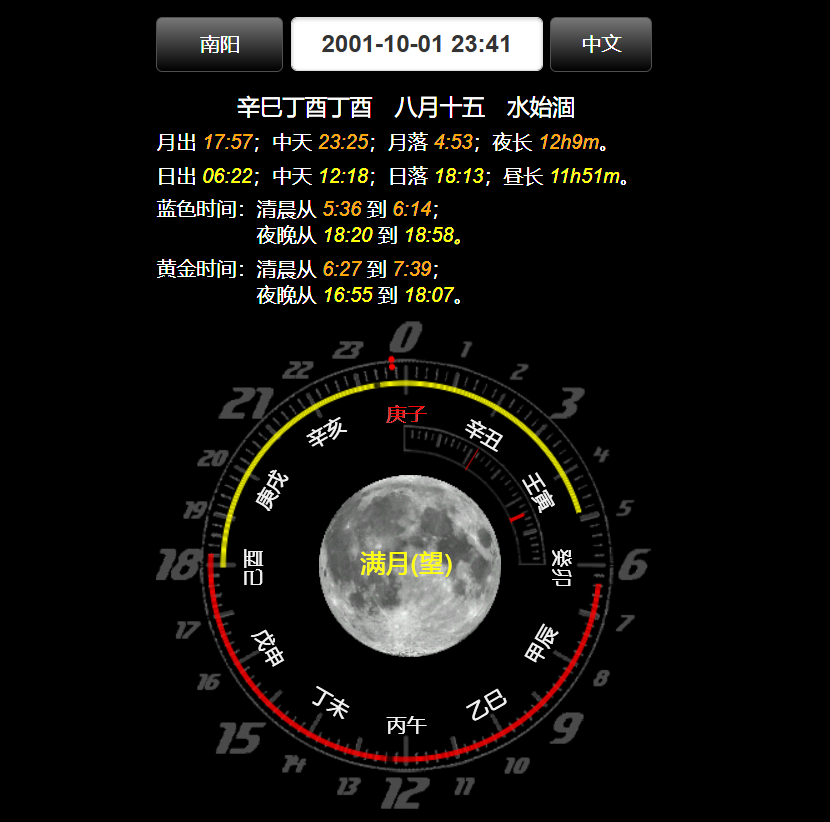 南阳 2001-10-01 23:41 中文
辛巳丁酉丁酉 八月十五 水始涸
月出 17:57；中天 23:25；月落 4:53；夜长 12h9m。
日出 06:22；中天 12:18；日落 18:13；昼长 11h51m。
蓝色时间：清晨从 5:36 到 6:14；
夜晚从 18:20 到 18:58。
黄金时间：清晨从 6:27 到 7:39；
夜晚从 16:55 到 18:07。
0
1
2
3
4
5
6
7
8
9
10
11
12
13
14
15
16
17
18
19
20
21
22
23
庚子
辛丑
壬寅
癸卯
甲辰
乙巳
丙午
丁未
戊申
己酉
庚戌
辛亥
满月(望)